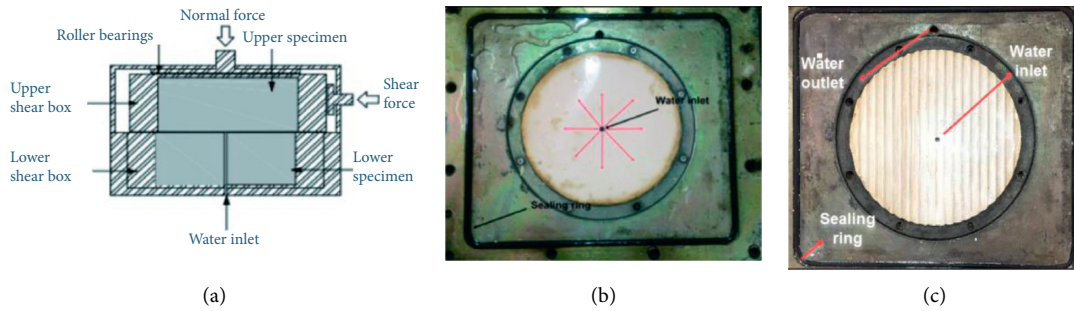 Normal force
Roller bearings
Upper specimen
Upper
shear box
Shear
force
Lower
shear box
Lower
specimen
Water inlet
(a)
Water inlet
Sealing ring
(b)
Water
outlet
Water
inlet
Sealing
ring
(c)